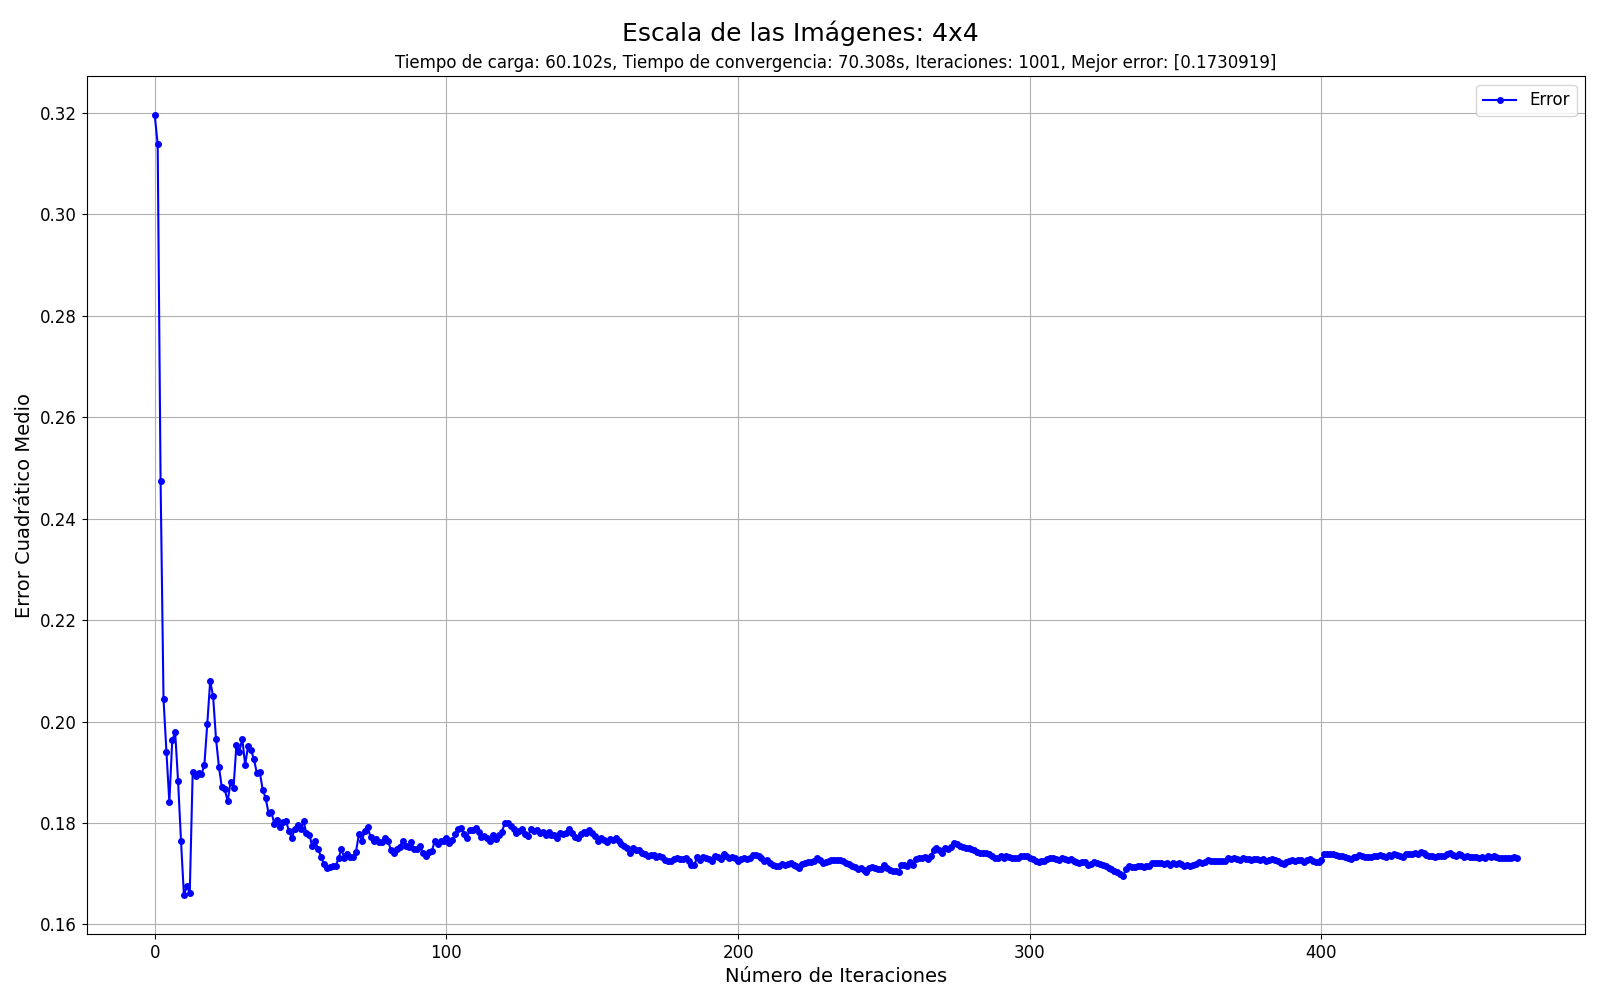 Escala de las Imágenes: 4x4
Tiempo de carga: 60.102s, Tiempo de convergencia: 70.308s, Iteraciones: 1001, Mejor error: [0.1730919]
Error
0.32
0.30
0.28
0.26
0.24
0.22
0.20
0.18
0.16
Error Cuadrático Medio
0 100 200 300 400
Número de Iteraciones